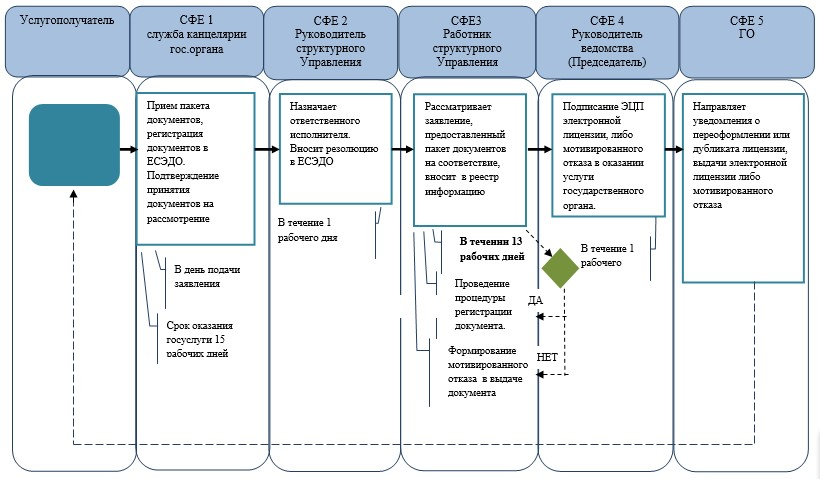 Услугополучатель
СФЕ 1
служба канцелярии
гос.органа
СФЕ 2
Руководитель
структурного
Управления
СФЕ3
Работник
структурного
Управления
СФЕ 4
Руководитель
ведомства
(Председатель)
СФЕ 5
ГО
Прием пакета
документов,
регистрация
документов в
ЕСЭДО.
Подтверждение
принятия
документов на
рассмотрение
Назначает
ответственного
исполнителя.
Вносит резолюцию
в ЕСЭДО
Рассматривает
заявление,
предоставленный
пакет документов
на соответствие,
вносит в реестр
информацию
Подписание ЭЦП
электронной
лицензии, либо
мотивированного
отказа в оказании
услуги
государственного
органа.
Направляет
уведомления о
переоформлении или
дубликата лицензии,
выдачи электронной
лицензии либо
мотивированного
отказа
В день подачи
заявления
Срок оказания
госуслуги 15
рабочих дней
В течение 1
рабочего дня
В течении 13
рабочих дней
Проведение
процедуры
регистрации
документа.
Формирование
мотивированного
отказа в выдаче
документа
В течение 1
рабочего
ДА
НЕТ